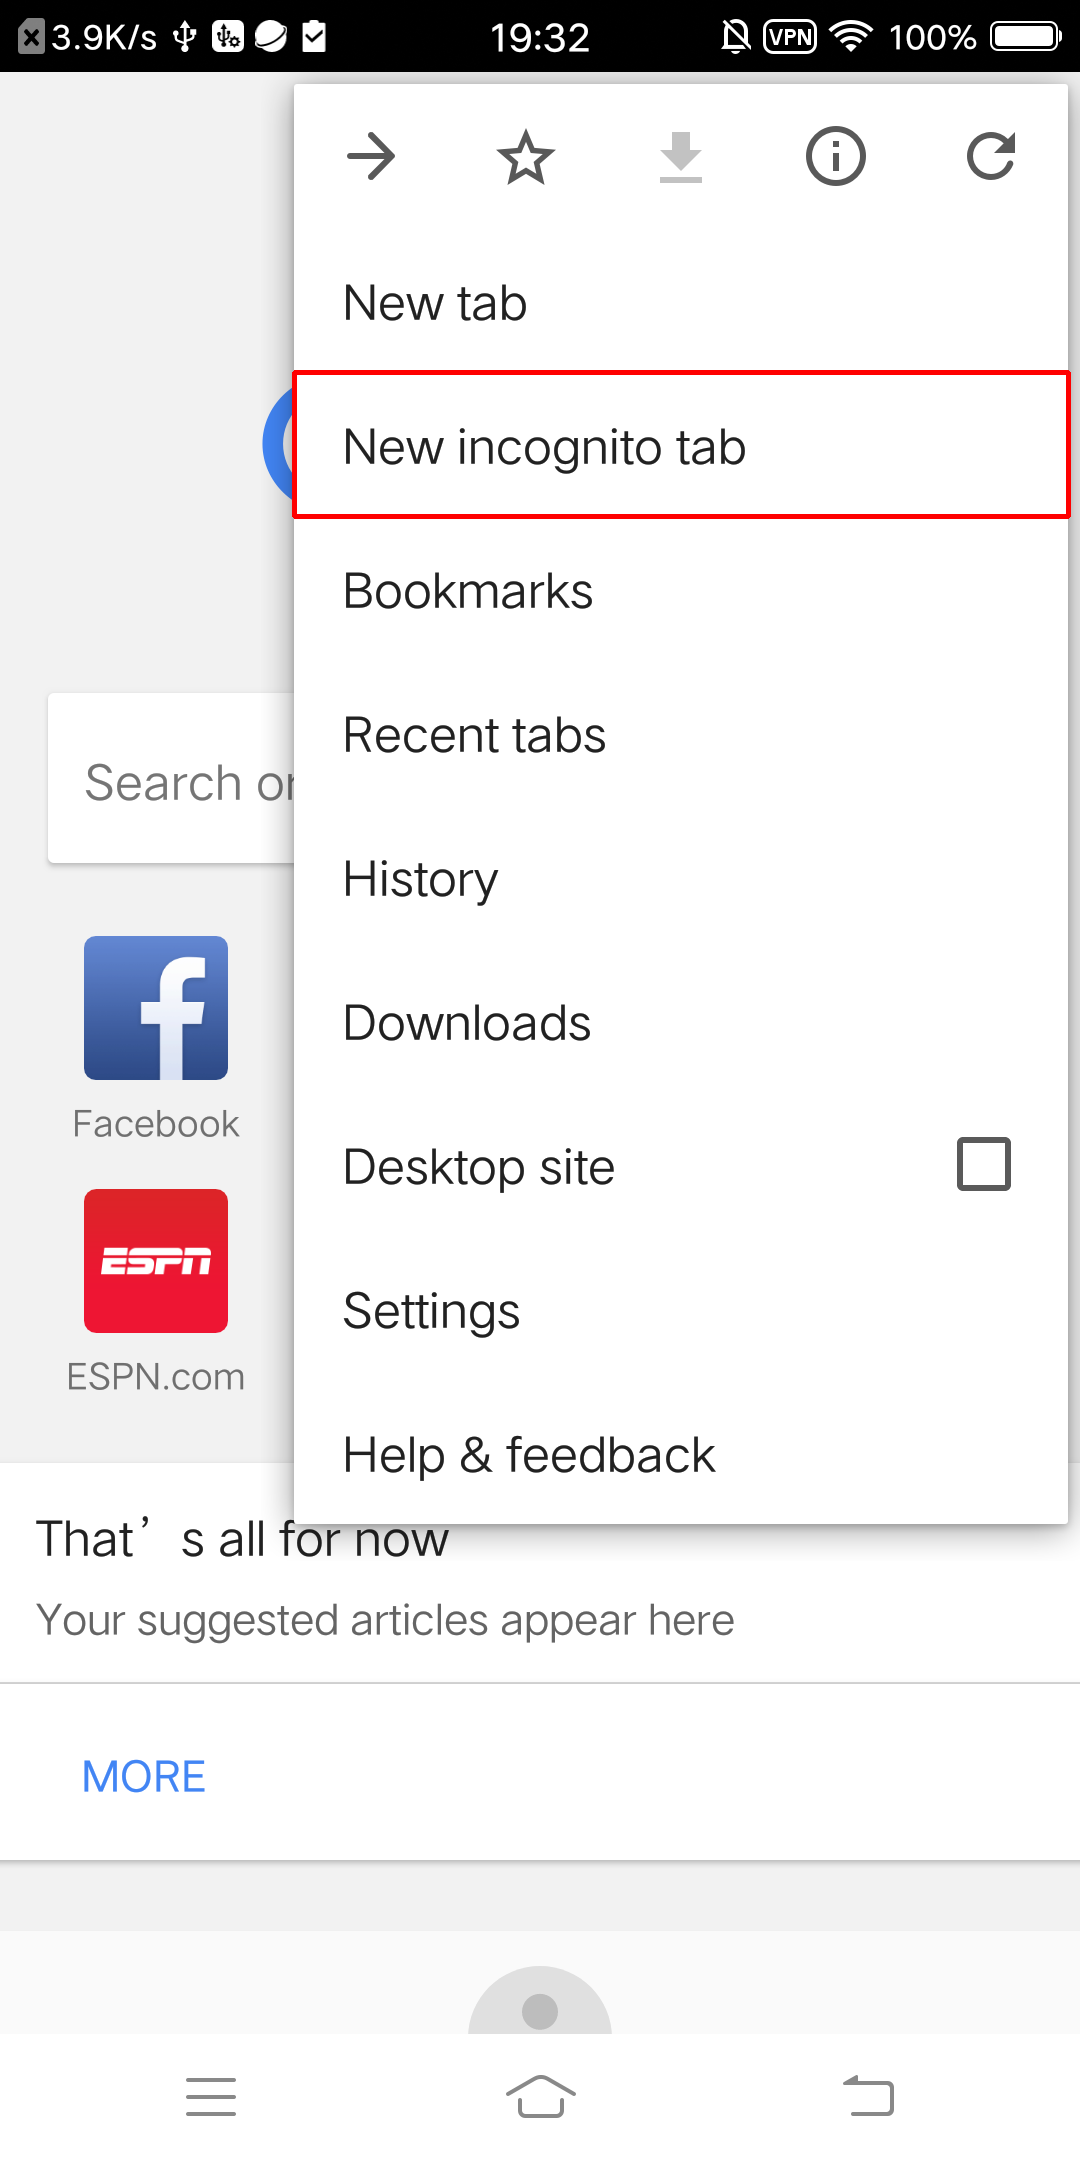 3.9K/s 19:32 VPN 100%
New tab
New incognito tab
Bookmarks
Recent tabs
History
Downloads
Desktop site
Settings
Help & feedback
Search or
Facebook
ESPN
ESPN.com
That’s all for now
Your suggested articles appear here
MORE